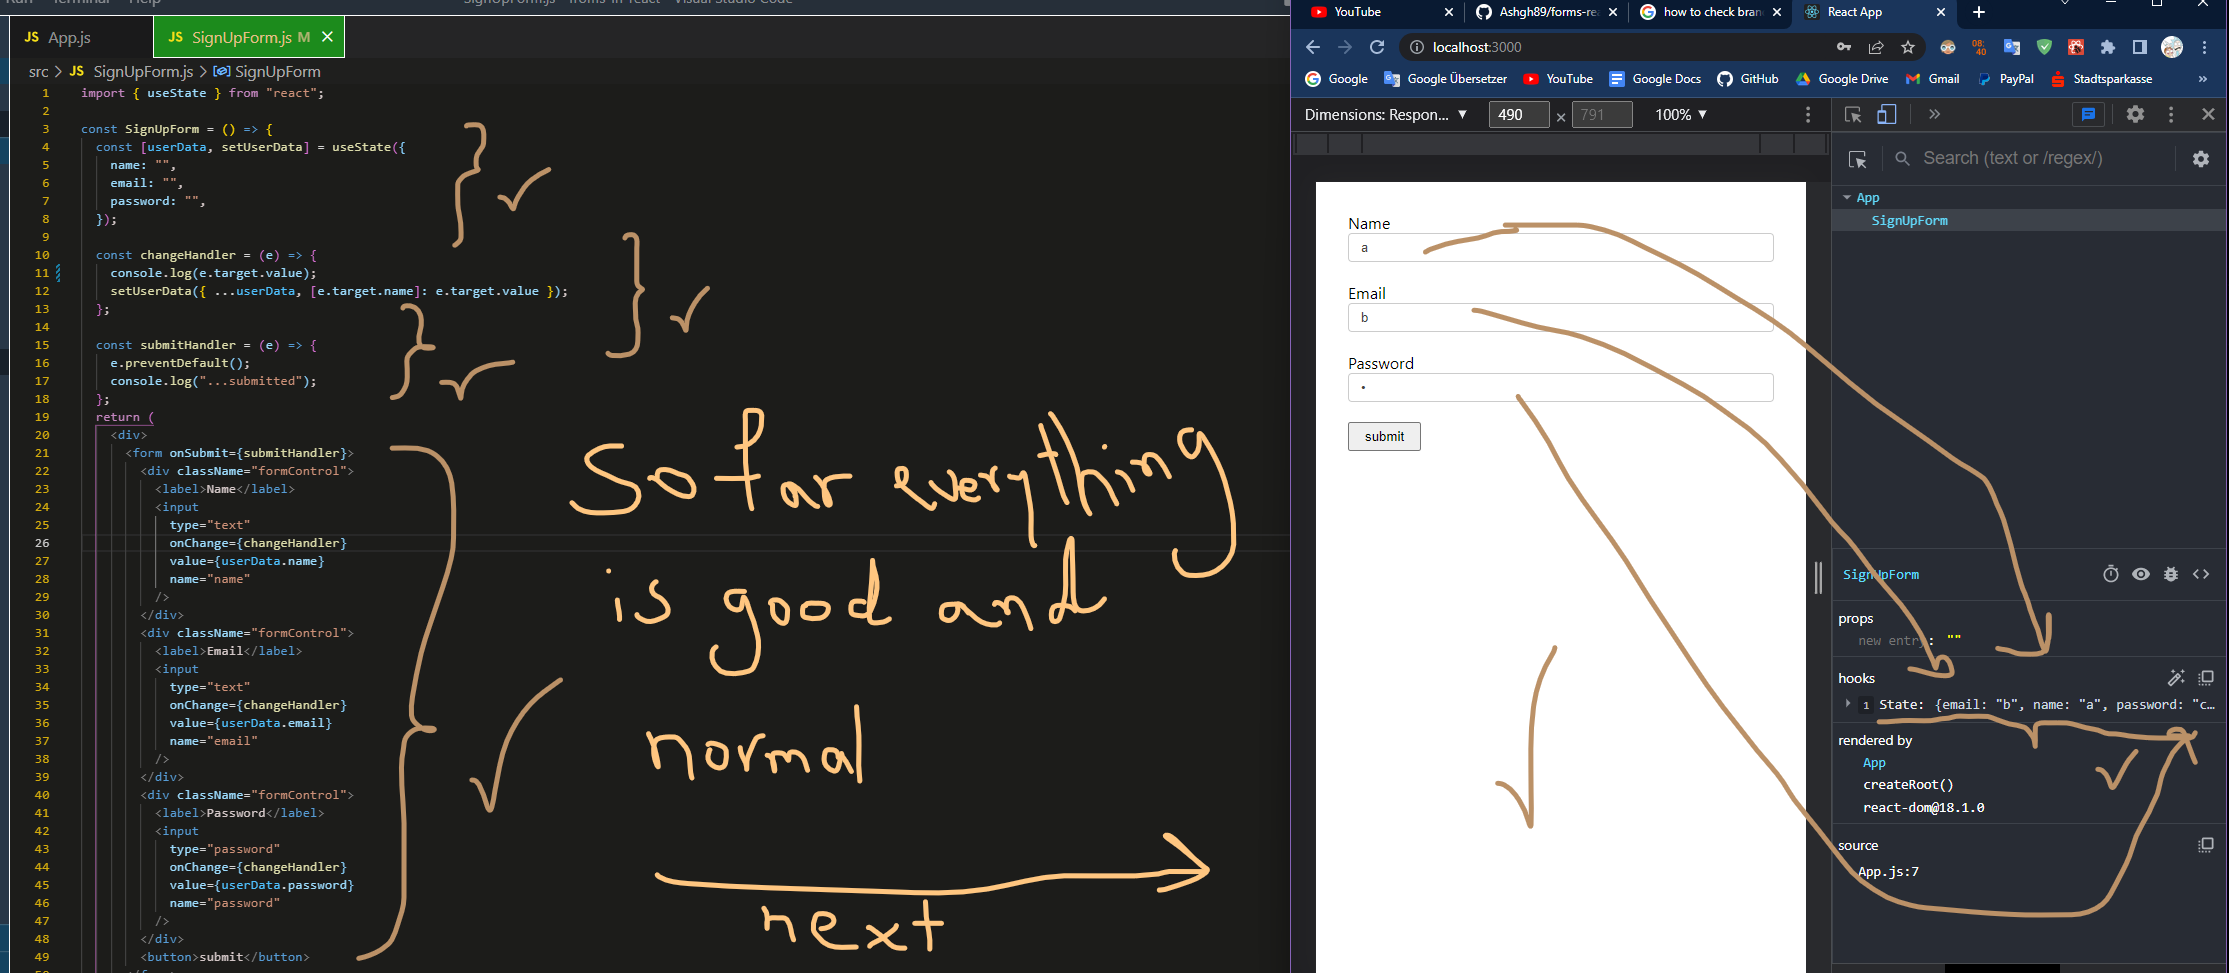 Run Terminal Help SignUpForm.js - froms-in-react - Visual Studio Code
JS App.js JS SignUpForm.js M ×
src > JS SignUpForm.js > SignUpForm
1 import { useState } from "react";
2
3 const SignUpForm = () => {
4 const [userData, setUserData] = useState({
5 name: "",
6 email: "",
7 password: "",
8 });
9
10 const changeHandler = (e) => {
11 console.log(e.target.value);
12 setUserData({ ...userData, [e.target.name]: e.target.value });
13 };
14
15 const submitHandler = (e) => {
16 e.preventDefault();
17 console.log("...submitted");
18 };
19 return (
20 <div>
21 <form onSubmit={submitHandler}>
22 <div className="formControl">
23 <label>Name</label>
24 <input
25 type="text"
26 onChange={changeHandler}
27 value={userData.name}
28 name="name"
29 />
30 </div>
31 <div className="formControl">
32 <label>Email</label>
33 <input
34 type="text"
35 onChange={changeHandler}
36 value={userData.email}
37 name="email"
38 />
39 </div>
40 <div className="formControl">
41 <label>Password</label>
42 <input
43 type="password"
44 onChange={changeHandler}
45 value={userData.password}
46 name="password"
47 />
48 </div>
49 <button>submit</button>
So far everything
is good and
normal
next
YouTube × Ashgh89/forms-re × how to check bran × React App × +
localhost:3000
08:
40
Google Google Übersetzer YouTube Google Docs GitHub Google Drive Gmail PayPal Stadtsparkasse »
Dimensions: Respon... ▼ 490 × 791 100% ▼
Name
a
Email
b
Password
•
submit
Search (text or /regex/)
App
SignUpForm
SignUpForm
props
new entry: ""
hooks
1 State: {email: "b", name: "a", password: "c…
rendered by
App
createRoot()
react-dom@18.1.0
source
App.js:7